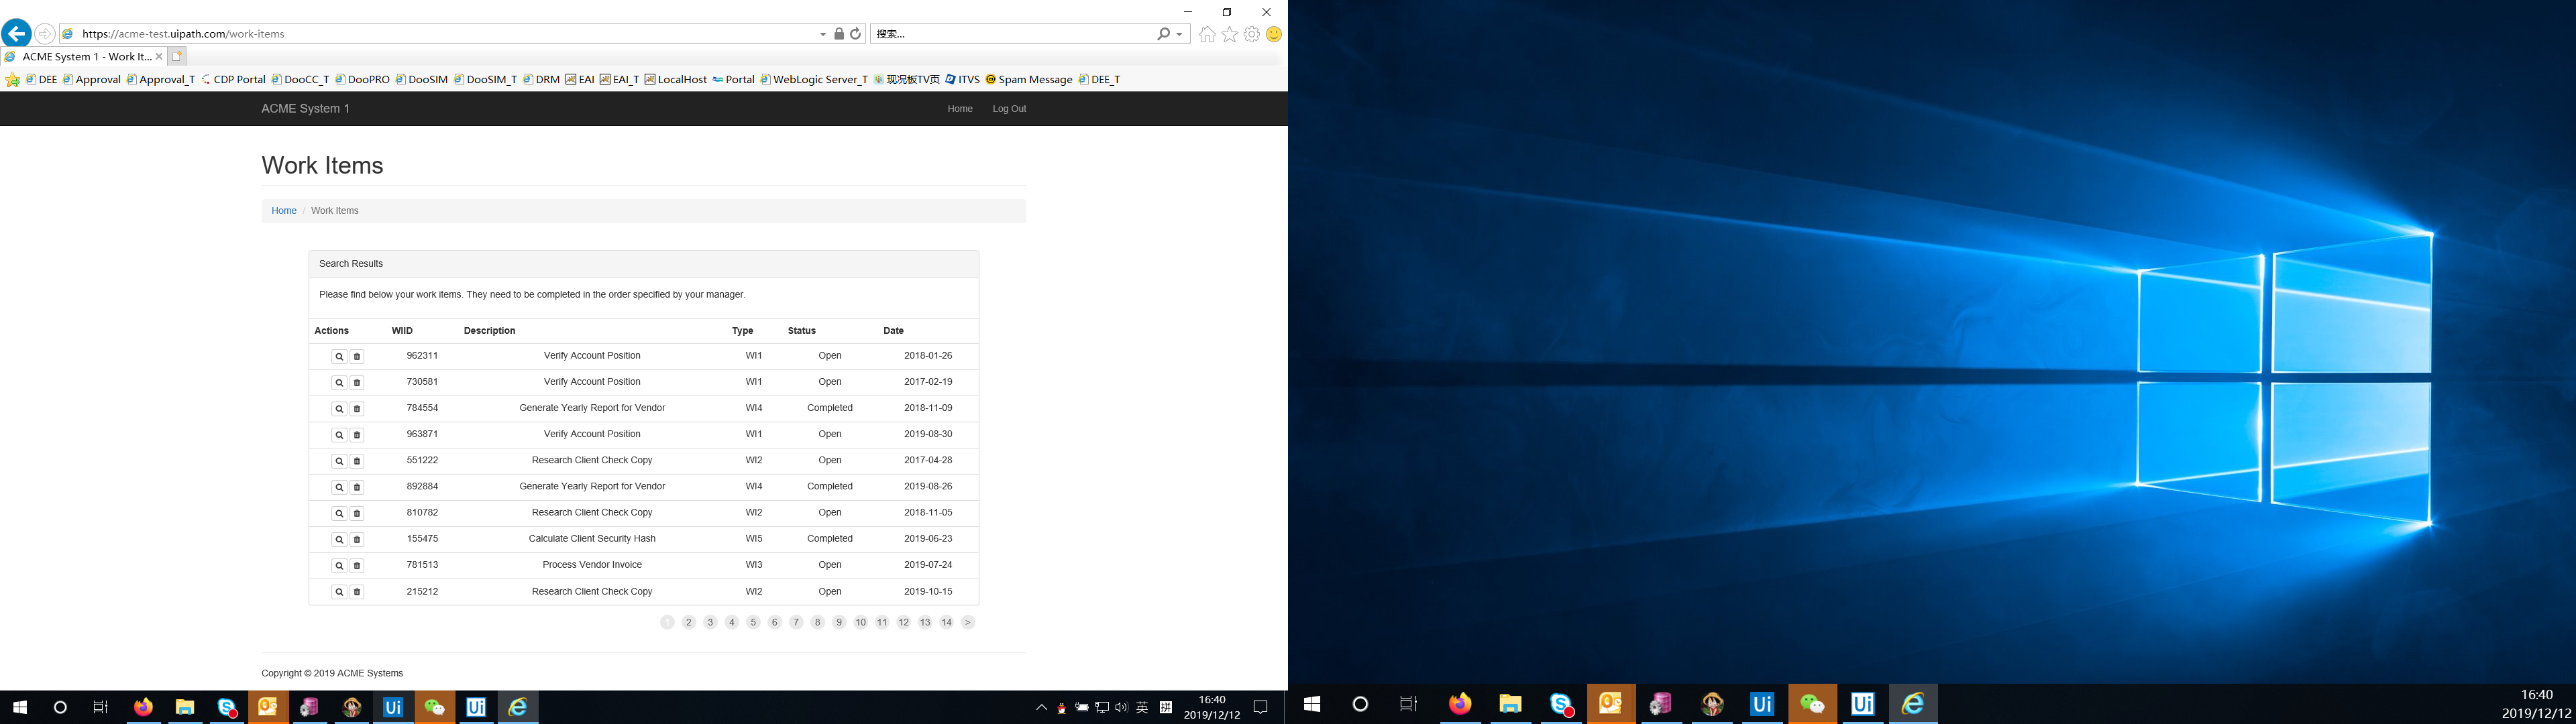 https://acme-test.uipath.com/work-items
搜索...
ACME System 1 - Work It...
DEE Approval Approval_T CDP Portal DooCC_T DooPRO DooSIM DooSIM_T DRM EAI EAI_T LocalHost Portal WebLogic Server_T 现况板TV页 ITVS Spam Message DEE_T
ACME System 1 Home Log Out
Work Items
Home / Work Items
Search Results
Please find below your work items. They need to be completed in the order specified by your manager.
Actions WIID Description Type Status Date
962311 Verify Account Position WI1 Open 2018-01-26
730581 Verify Account Position WI1 Open 2017-02-19
784554 Generate Yearly Report for Vendor WI4 Completed 2018-11-09
963871 Verify Account Position WI1 Open 2019-08-30
551222 Research Client Check Copy WI2 Open 2017-04-28
892884 Generate Yearly Report for Vendor WI4 Completed 2019-08-26
810782 Research Client Check Copy WI2 Open 2018-11-05
155475 Calculate Client Security Hash WI5 Completed 2019-06-23
781513 Process Vendor Invoice WI3 Open 2019-07-24
215212 Research Client Check Copy WI2 Open 2019-10-15
1 2 3 4 5 6 7 8 9 10 11 12 13 14 >
Copyright © 2019 ACME Systems
Ui Ui 英 拼 16:40
2019/12/12
Ui Ui 16:40
2019/12/12